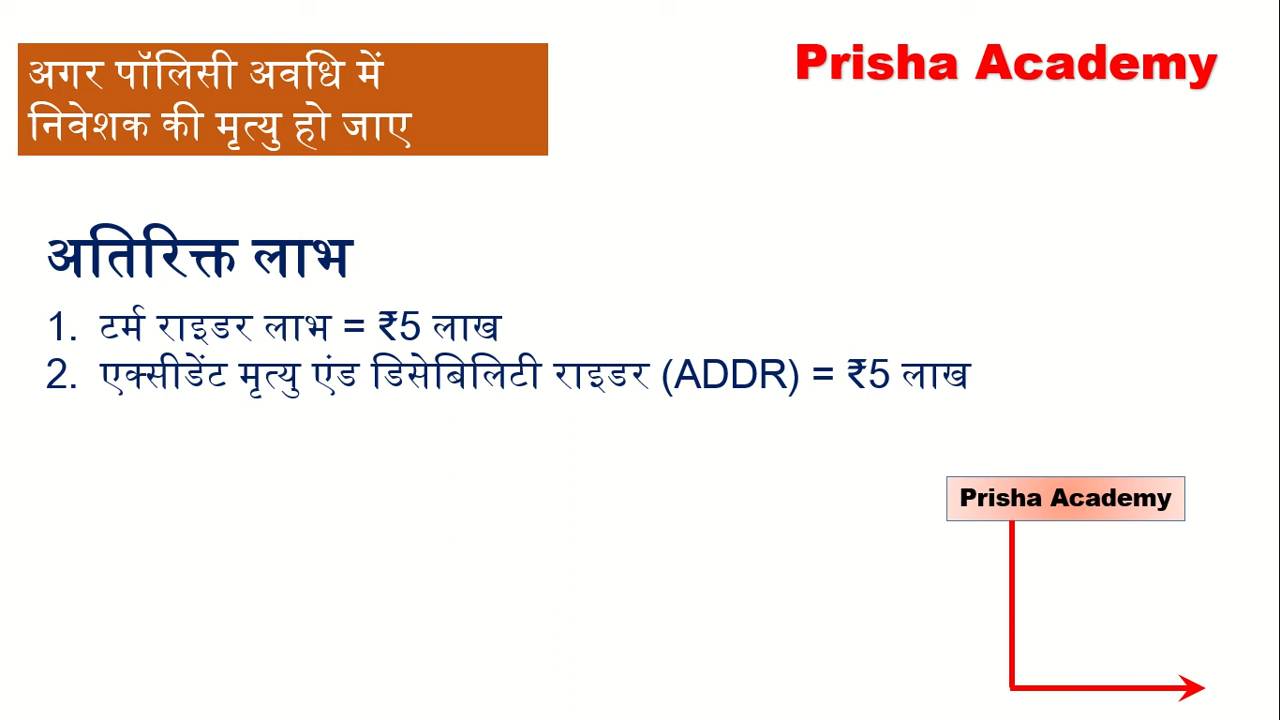 अगर पॉलिसी अवधि में
निवेशक की मृत्यु हो जाए
Prisha Academy
अतिरिक्त लाभ
1. टर्म राइडर लाभ = ₹5 लाख
2. एक्सीडेंट मृत्यु एंड डिसेबिलिटी राइडर (ADDR) = ₹5 लाख
Prisha Academy